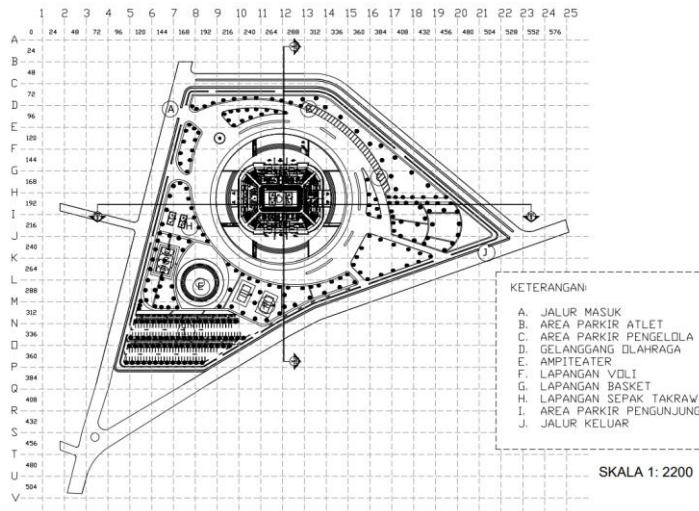 1 2 3 4 5 6 7 8 9 10 11 12 13 14 15 16 17 18 19 20 21 22 23 24 25
A 0 24 48 72 96 120 144 168 192 216 240 264 288 312 336 360 384 408 432 456 480 504 528 552 576
24
B
48
C
72
D
96
E
120
F
144
G
168
H
192
I
216
J
240
K
264
L
288
M
312
N
336
O
360
P
384
Q
408
R
432
S
456
T
480
U
504
V
A
H
E
J
KETERANGAN:
A. JALUR MASUK
B. AREA PARKIR ATLET
C. AREA PARKIR PENGELOLA
D. GELANGGANG OLAHRAGA
E. AMPITEATER
F. LAPANGAN VOLI
G. LAPANGAN BASKET
H. LAPANGAN SEPAK TAKRAW
I. AREA PARKIR PENGUNJUNG
J. JALUR KELUAR
SKALA 1: 2200